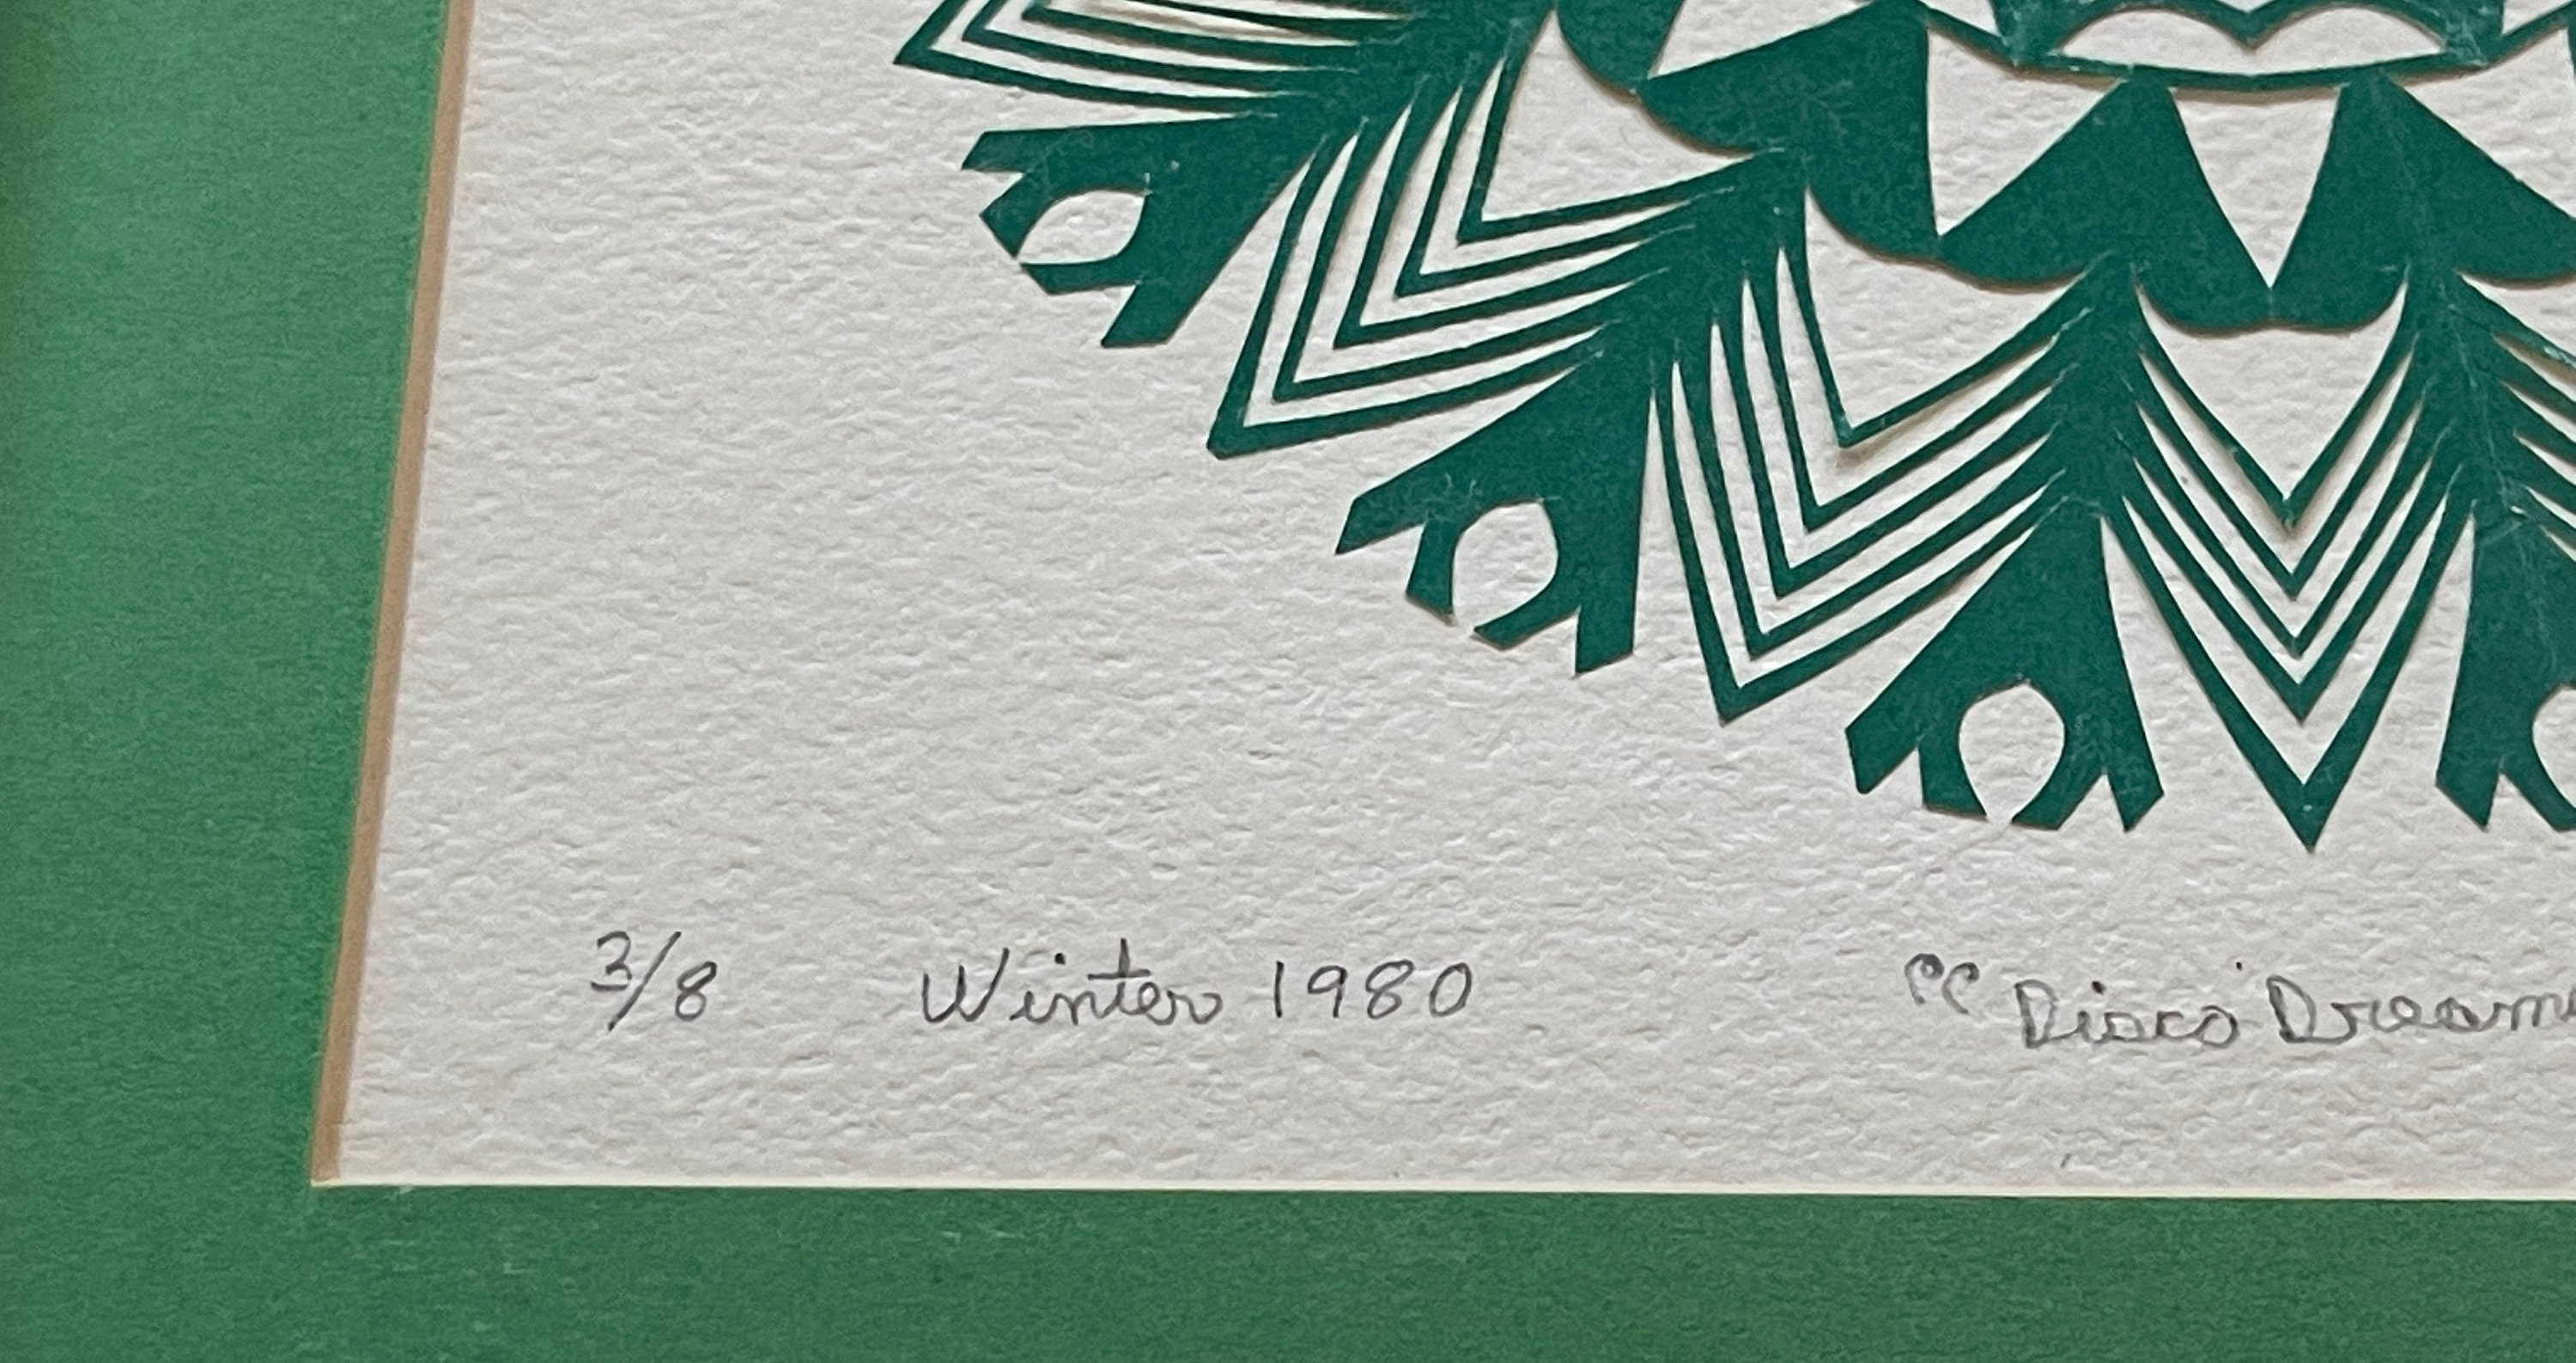 3/8 Winter 1980 "Disco Dream